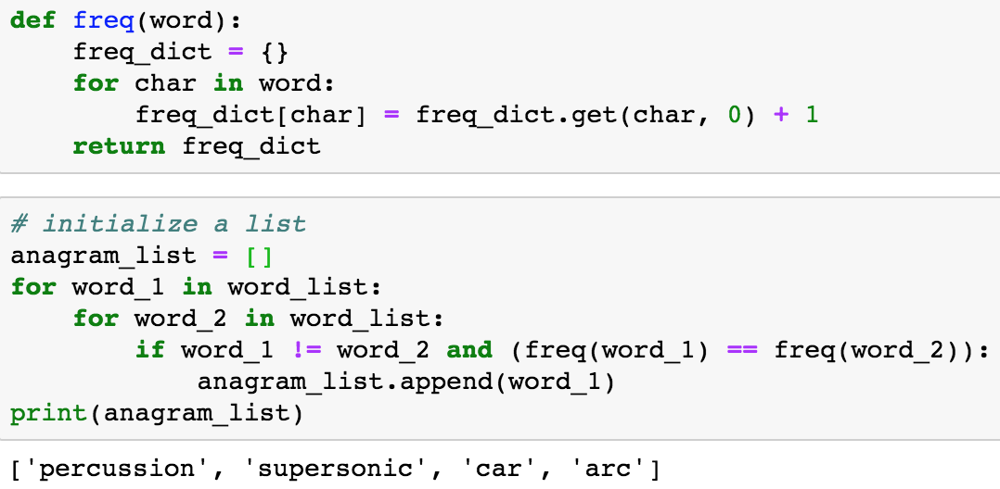 def freq(word):
    freq_dict = {}
    for char in word:
        freq_dict[char] = freq_dict.get(char, 0) + 1
    return freq_dict
# initialize a list
anagram_list = []
for word_1 in word_list:
    for word_2 in word_list:
        if word_1 != word_2 and (freq(word_1) == freq(word_2)):
            anagram_list.append(word_1)
print(anagram_list)
['percussion', 'supersonic', 'car', 'arc']